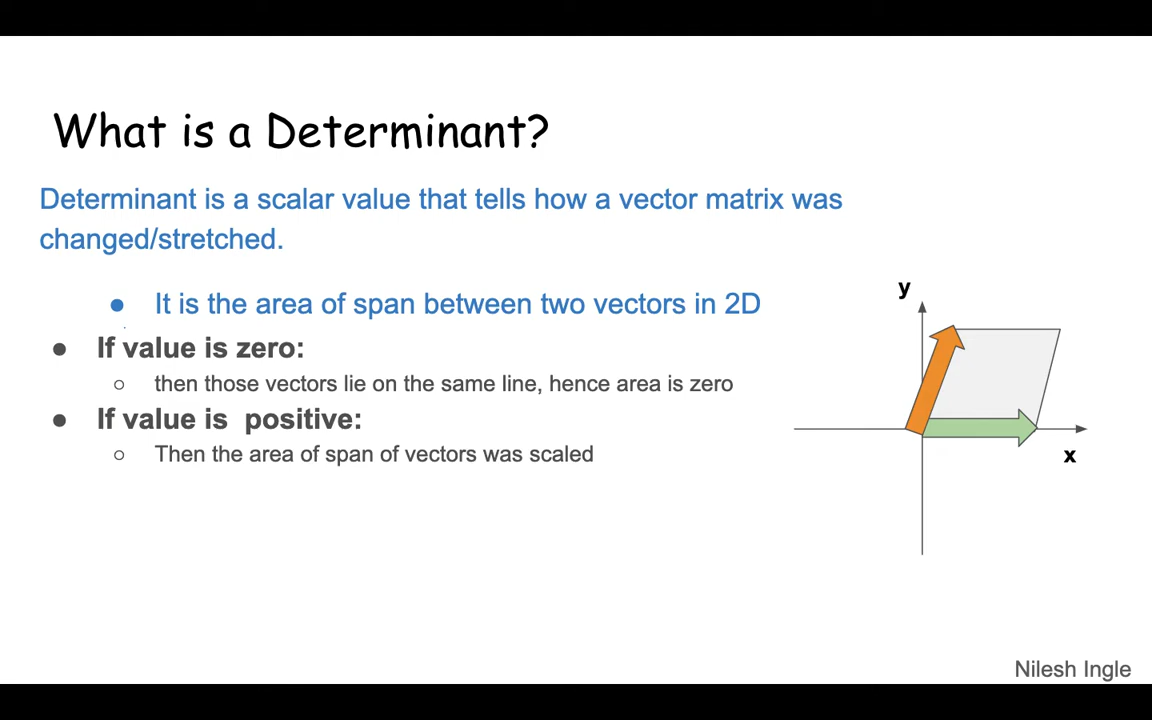 What is a Determinant?
Determinant is a scalar value that tells how a vector matrix was
changed/stretched.
● It is the area of span between two vectors in 2D
● If value is zero:
○ then those vectors lie on the same line, hence area is zero
● If value is  positive:
○ Then the area of span of vectors was scaled
y
x
Nilesh Ingle